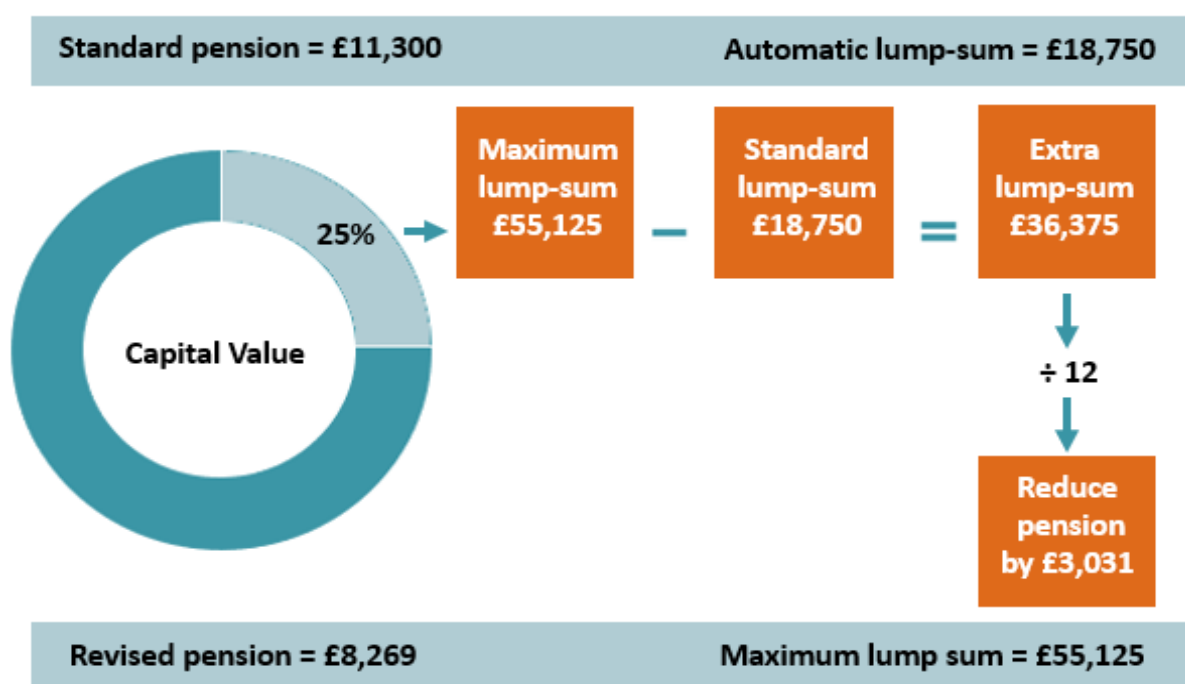 Standard pension = £11,300
Automatic lump-sum = £18,750
Maximum
lump-sum
£55,125
Standard
lump-sum
£18,750
Extra
lump-sum
£36,375
25%
–
=
Capital Value
÷ 12
Reduce
pension
by £3,031
Revised pension = £8,269
Maximum lump sum = £55,125